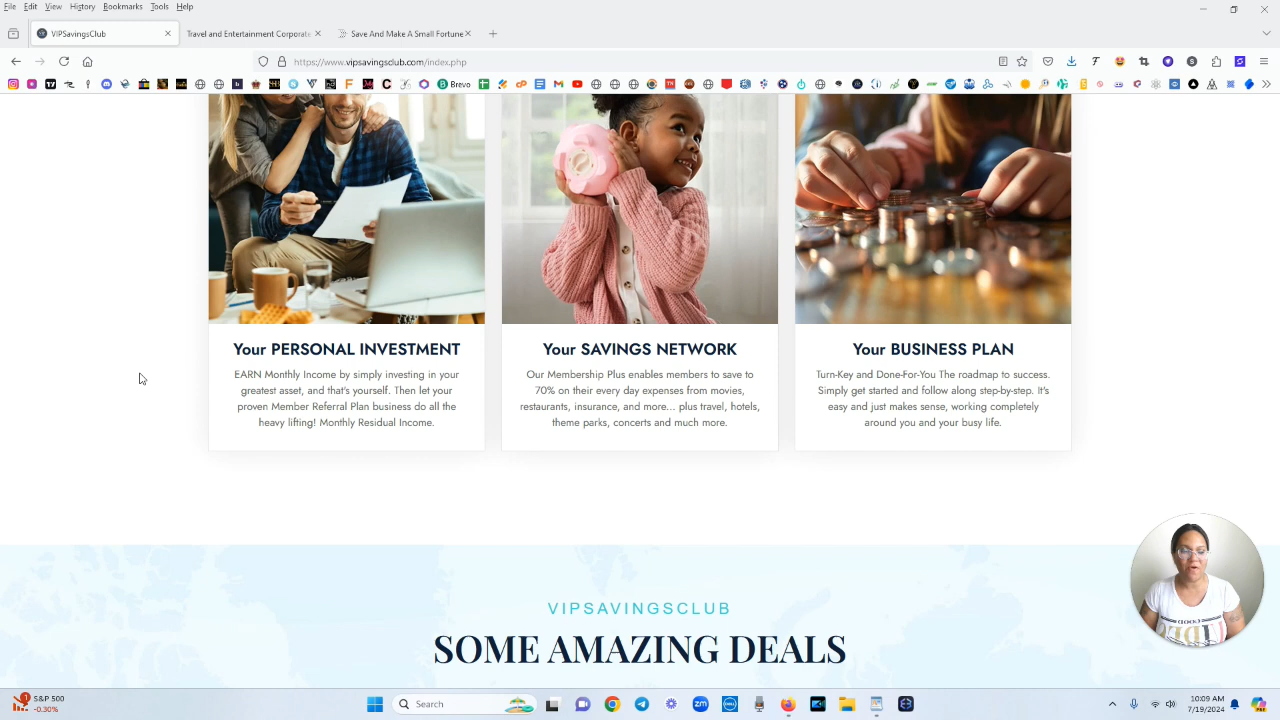 File Edit View History Bookmarks Tools Help
VIPSavingsClub
Travel and Entertainment Corporate
Save And Make A Small Fortune
https://www.vipsavingsclub.com/index.php
Brevo
Your PERSONAL INVESTMENT
EARN Monthly Income by simply investing in your
greatest asset, and that's yourself. Then let your
proven Member Referral Plan business do all the
heavy lifting! Monthly Residual Income.
Your SAVINGS NETWORK
Our Membership Plus enables members to save to
70% on their every day expenses from movies,
restaurants, insurance, and more... plus travel, hotels,
theme parks, concerts and much more.
Your BUSINESS PLAN
Turn-Key and Done-For-You The roadmap to success.
Simply get started and follow along step-by-step. It's
easy and just makes sense, working completely
around you and your busy life.
VIPSAVINGSCLUB
SOME AMAZING DEALS
S&P 500
-0.30%
Search
10:09 AM
7/19/2024